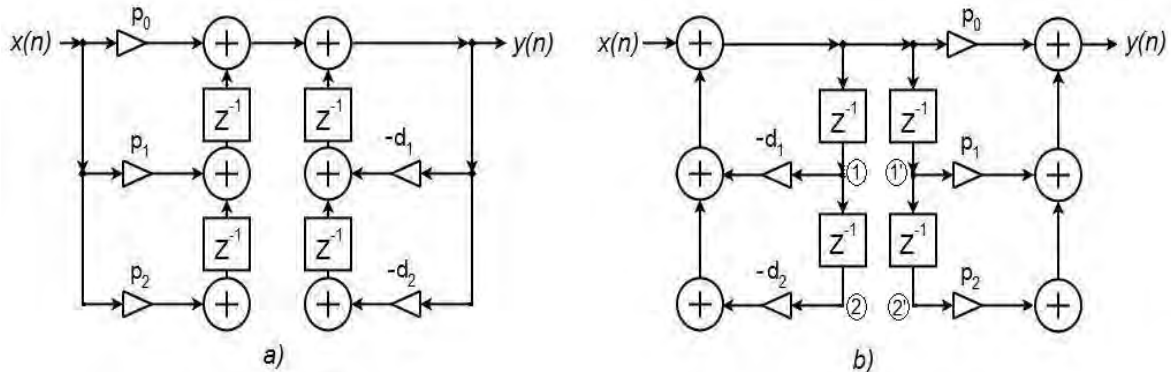 x(n)
p₀
y(n)
z⁻¹
z⁻¹
p₁
-d₁
z⁻¹
z⁻¹
p₂
-d₂
a)
x(n)
p₀
y(n)
z⁻¹
z⁻¹
-d₁
1
1'
p₁
z⁻¹
z⁻¹
-d₂
2
2'
p₂
b)